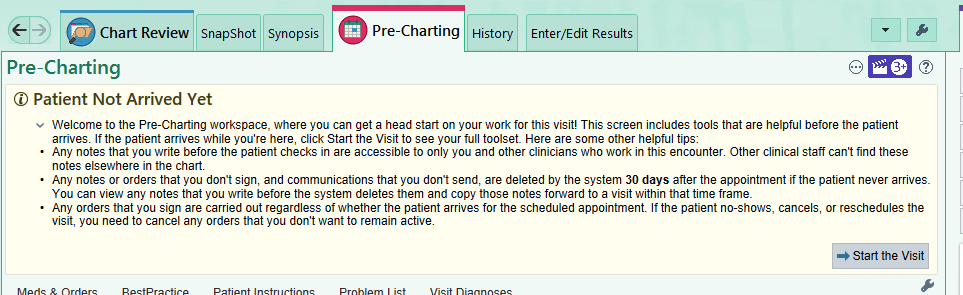 Chart Review SnapShot Synopsis Pre-Charting History Enter/Edit Results
Pre-Charting
3+
Patient Not Arrived Yet
Welcome to the Pre-Charting workspace, where you can get a head start on your work for this visit! This screen includes tools that are helpful before the patient
arrives. If the patient arrives while you're here, click Start the Visit to see your full toolset. Here are some other helpful tips:
• Any notes that you write before the patient checks in are accessible to only you and other clinicians who work in this encounter. Other clinical staff can't find these
notes elsewhere in the chart.
• Any notes or orders that you don't sign, and communications that you don't send, are deleted by the system 30 days after the appointment if the patient never arrives.
You can view any notes that you write before the system deletes them and copy those notes forward to a visit within that time frame.
• Any orders that you sign are carried out regardless of whether the patient arrives for the scheduled appointment. If the patient no-shows, cancels, or reschedules the
visit, you need to cancel any orders that you don't want to remain active.
Start the Visit
Meds & Orders BestPractice Patient Instructions Problem List Visit Diagnoses